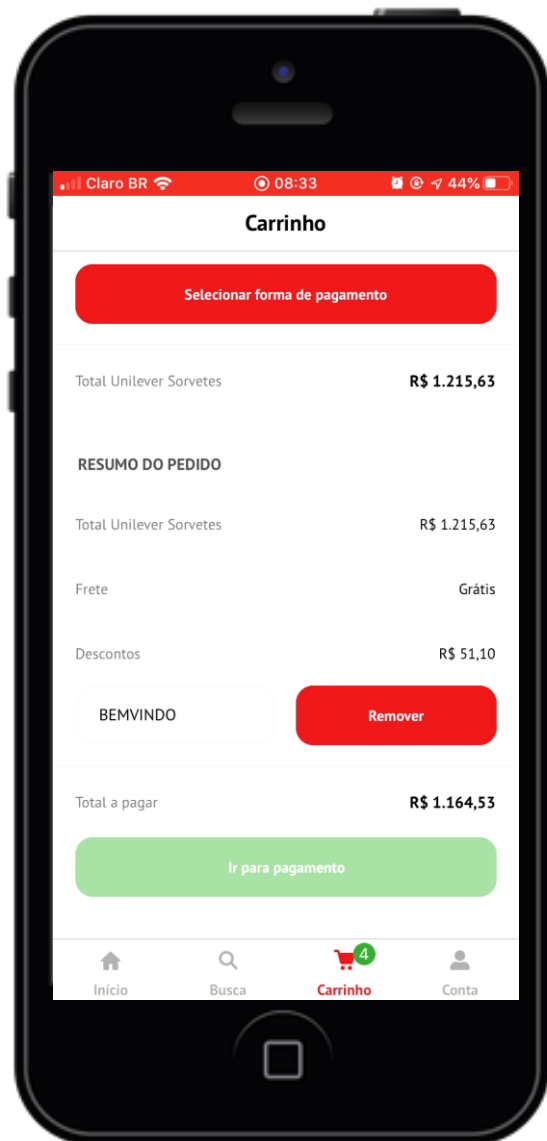 Claro BR 08:33 44%
Carrinho
Selecionar forma de pagamento
Total Unilever Sorvetes R$ 1.215,63
RESUMO DO PEDIDO
Total Unilever Sorvetes R$ 1.215,63
Frete Grátis
Descontos R$ 51,10
BEMVINDO Remover
Total a pagar R$ 1.164,53
Ir para pagamento
4
Início Busca Carrinho Conta